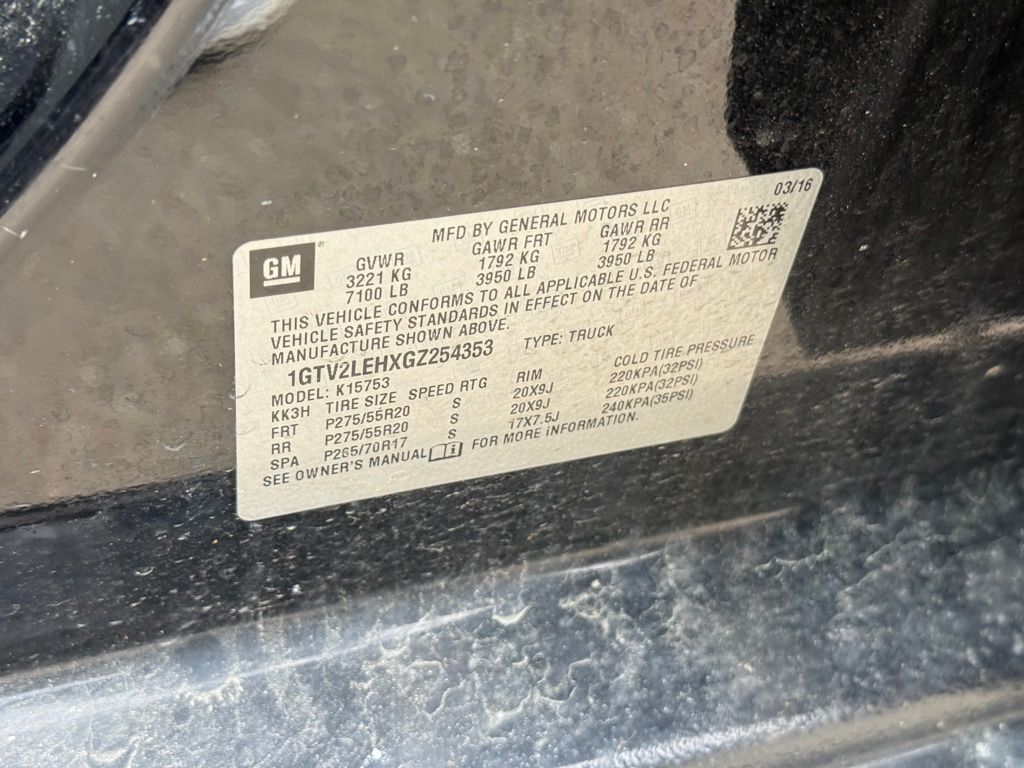 03/16
MFD BY GENERAL MOTORS LLC
GM
GVWR GAWR FRT GAWR RR
3221 KG 1792 KG 1792 KG
7100 LB 3950 LB 3950 LB
THIS VEHICLE CONFORMS TO ALL APPLICABLE U.S. FEDERAL MOTOR
VEHICLE SAFETY STANDARDS IN EFFECT ON THE DATE OF
MANUFACTURE SHOWN ABOVE.
1GTV2LEHXGZ254353 TYPE: TRUCK
MODEL: K15753
KK3H TIRE SIZE SPEED RTG RIM COLD TIRE PRESSURE
FRT P275/55R20 S 20X9J 220KPA(32PSI)
RR P275/55R20 S 20X9J 220KPA(32PSI)
SPA P265/70R17 S 17X7.5J 240KPA(35PSI)
SEE OWNER'S MANUAL FOR MORE INFORMATION.